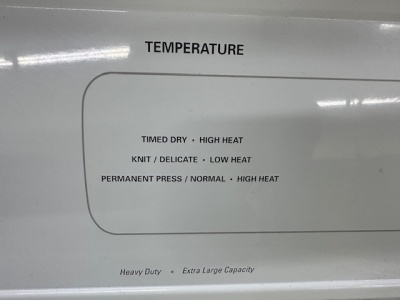 TEMPERATURE
TIMED DRY • HIGH HEAT
KNIT / DELICATE • LOW HEAT
PERMANENT PRESS / NORMAL • HIGH HEAT
Heavy Duty • Extra Large Capacity